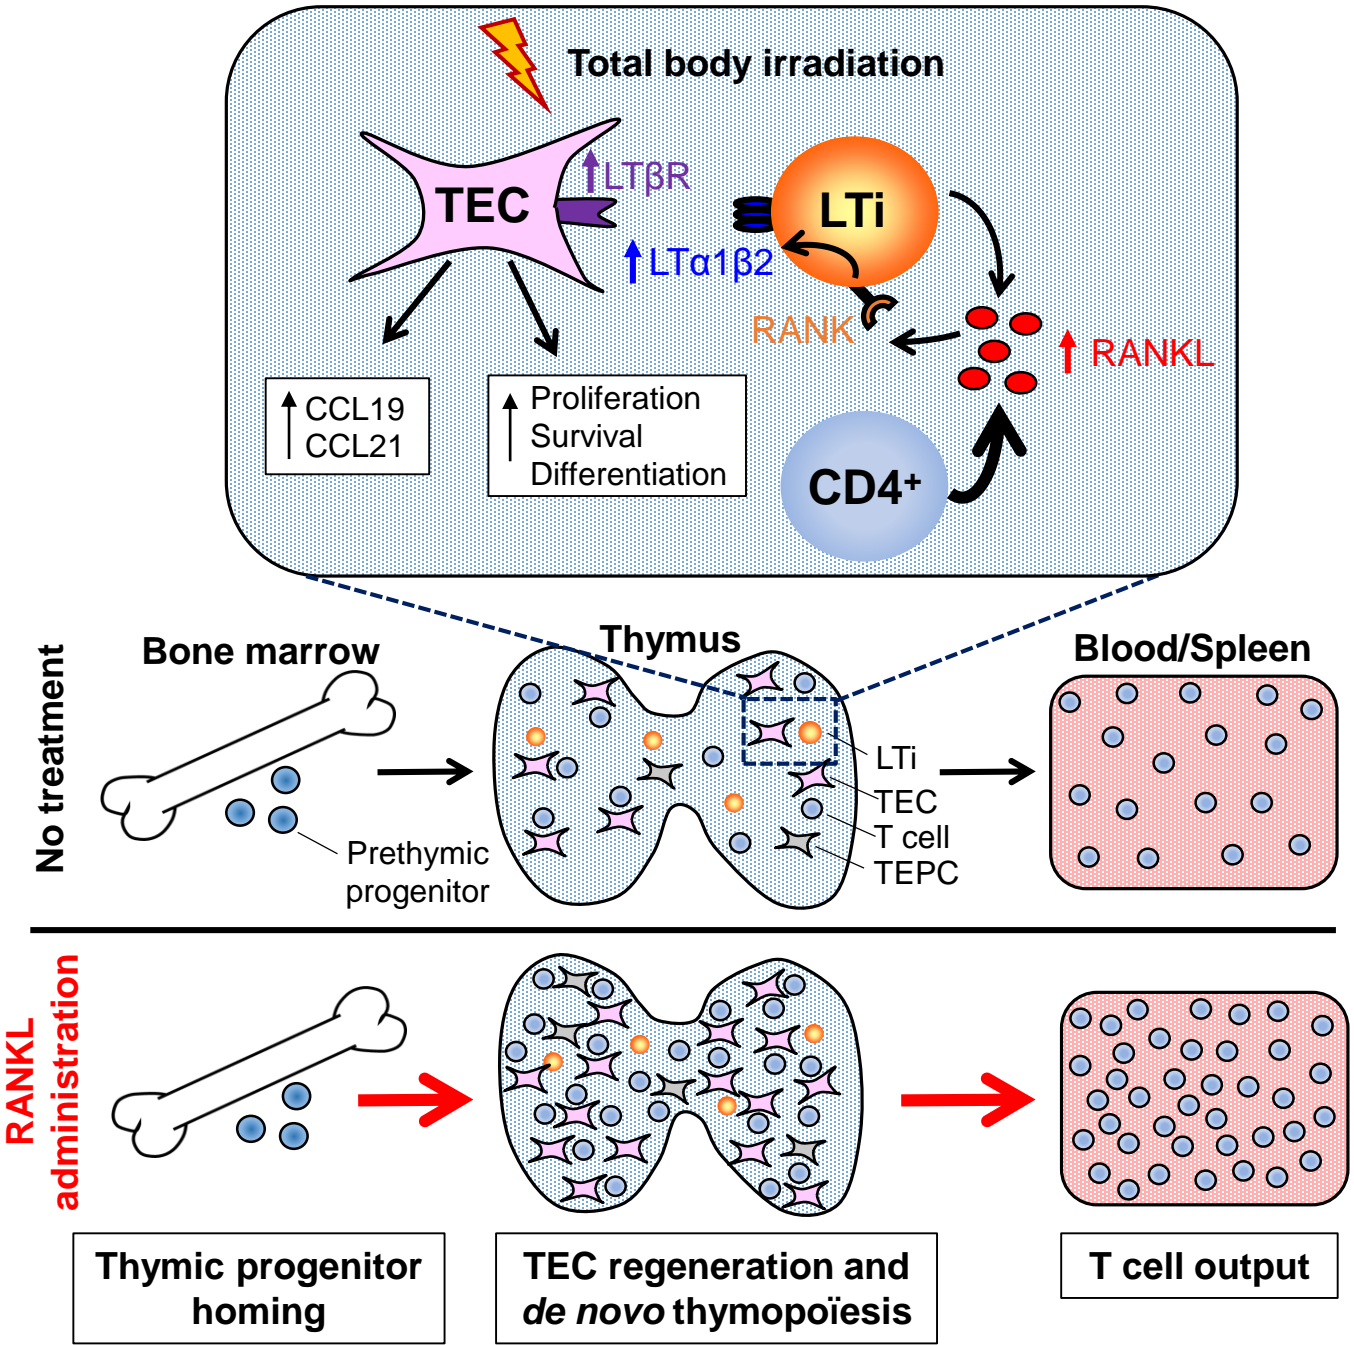 Total body irradiation
TEC
LTβR
LTα1β2
LTi
RANK
RANKL
CD4⁺
CCL19
CCL21
Proliferation
Survival
Differentiation
No treatment
Bone marrow
Thymus
Blood/Spleen
Prethymic
progenitor
LTi
TEC
T cell
TEPC
RANKL
administration
Thymic progenitor
homing
TEC regeneration and
de novo thymopoïesis
T cell output